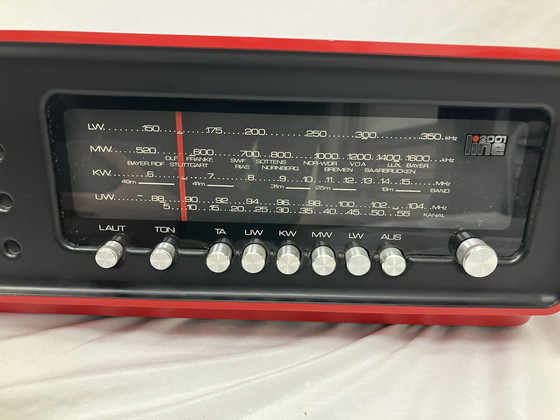 LW 150 175 200 250 300 350 kHz
2001
line
MW 520 600 700 800 1000 1200 1400 1600 kHz
DLF FRANKF. SWF SOTTENS NDR-WDR V.O.A LUX. BAYER
BAYER.RDF STUTTGART RIAS NÜRNBERG BREMEN SAARBRÜCKEN
KW 6 7 8 9 10 11 12 13 14 15 MHz
49m 41m 31m 25m 19m BAND
UW 88 90 92 94 96 98 100 102 104 MHz
5 10 15 20 25 30 35 40 45 50 55 KANAL
LAUT TON TA UW KW MW LW AUS